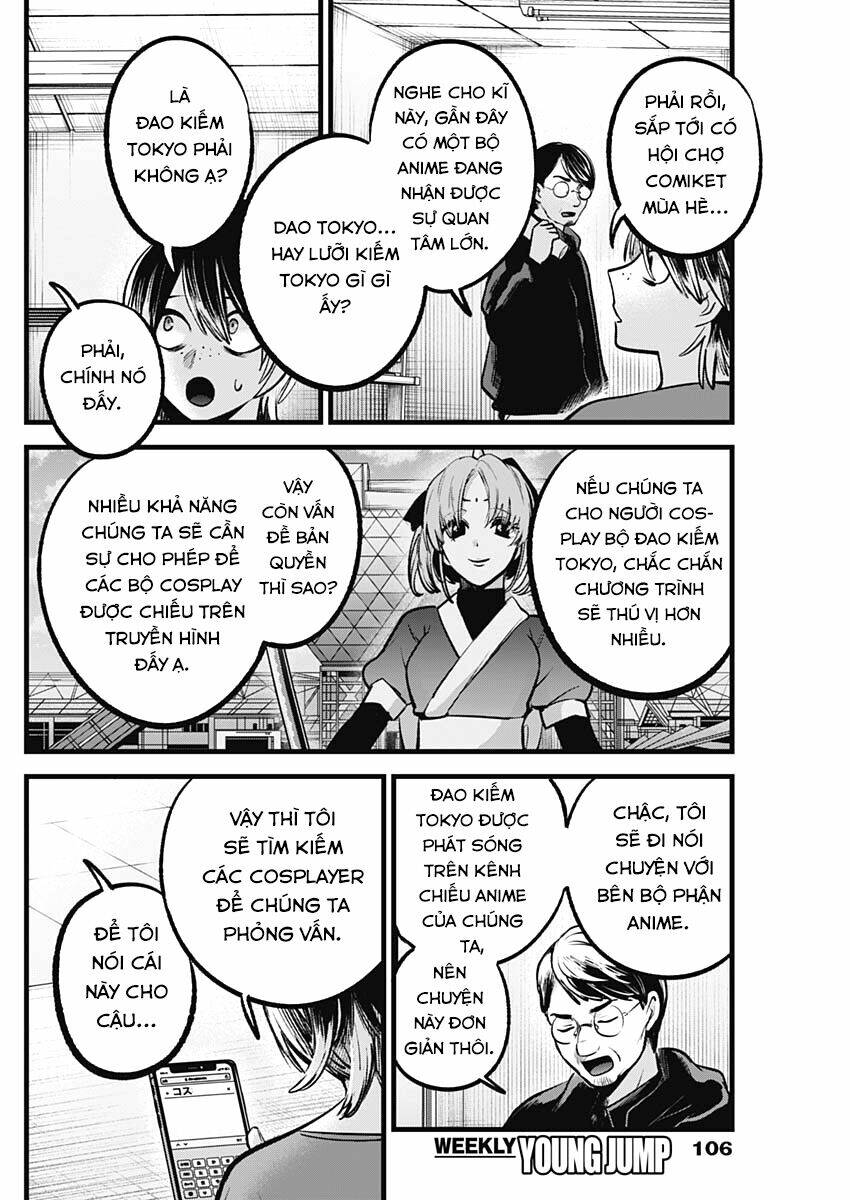 PHẢI RỒI,
SẮP TỚI CÓ
HỘI CHỢ
COMIKET
MÙA HÈ...
NGHE CHO KĨ
NÀY, GẦN ĐÂY
CÓ MỘT BỘ
ANIME ĐANG
NHẬN ĐƯỢC
SỰ QUAN
TÂM LỚN.
DAO TOKYO...
HAY LƯỠI KIẾM
TOKYO GÌ GÌ
ẤY?
LÀ
ĐAO KIẾM
TOKYO PHẢI
KHÔNG Ạ?
PHẢI,
CHÍNH NÓ
ĐẤY.
NẾU CHÚNG TA
CHO NGƯỜI COS-
PLAY BỘ ĐAO KIẾM
TOKYO, CHẮC CHẮN
CHƯƠNG TRÌNH
SẼ THÚ VỊ HƠN
NHIỀU.
VẬY
CÒN VẤN
ĐỀ BẢN
QUYỀN
THÌ SAO?
NHIỀU KHẢ NĂNG
CHÚNG TA SẼ CẦN
SỰ CHO PHÉP ĐỂ
CÁC BỘ COSPLAY
ĐƯỢC CHIẾU TRÊN
TRUYỀN HÌNH
ĐẤY Ạ.
CHẬC, TÔI
SẼ ĐI NÓI
CHUYỆN VỚI
BÊN BỘ PHẬN
ANIME.
ĐAO KIẾM
TOKYO ĐƯỢC
PHÁT SÓNG
TRÊN KÊNH
CHIẾU ANIME
CỦA CHÚNG
TA,
NÊN
CHUYỆN
NÀY ĐƠN
GIẢN THÔI.
VẬY THÌ TÔI
SẼ TÌM KIẾM
CÁC COSPLAYER
ĐỂ CHÚNG TA
PHỎNG VẤN.
ĐỂ TÔI
NÓI CÁI
NÀY CHO
CẬU...
コス
WEEKLY YOUNG JUMP 106